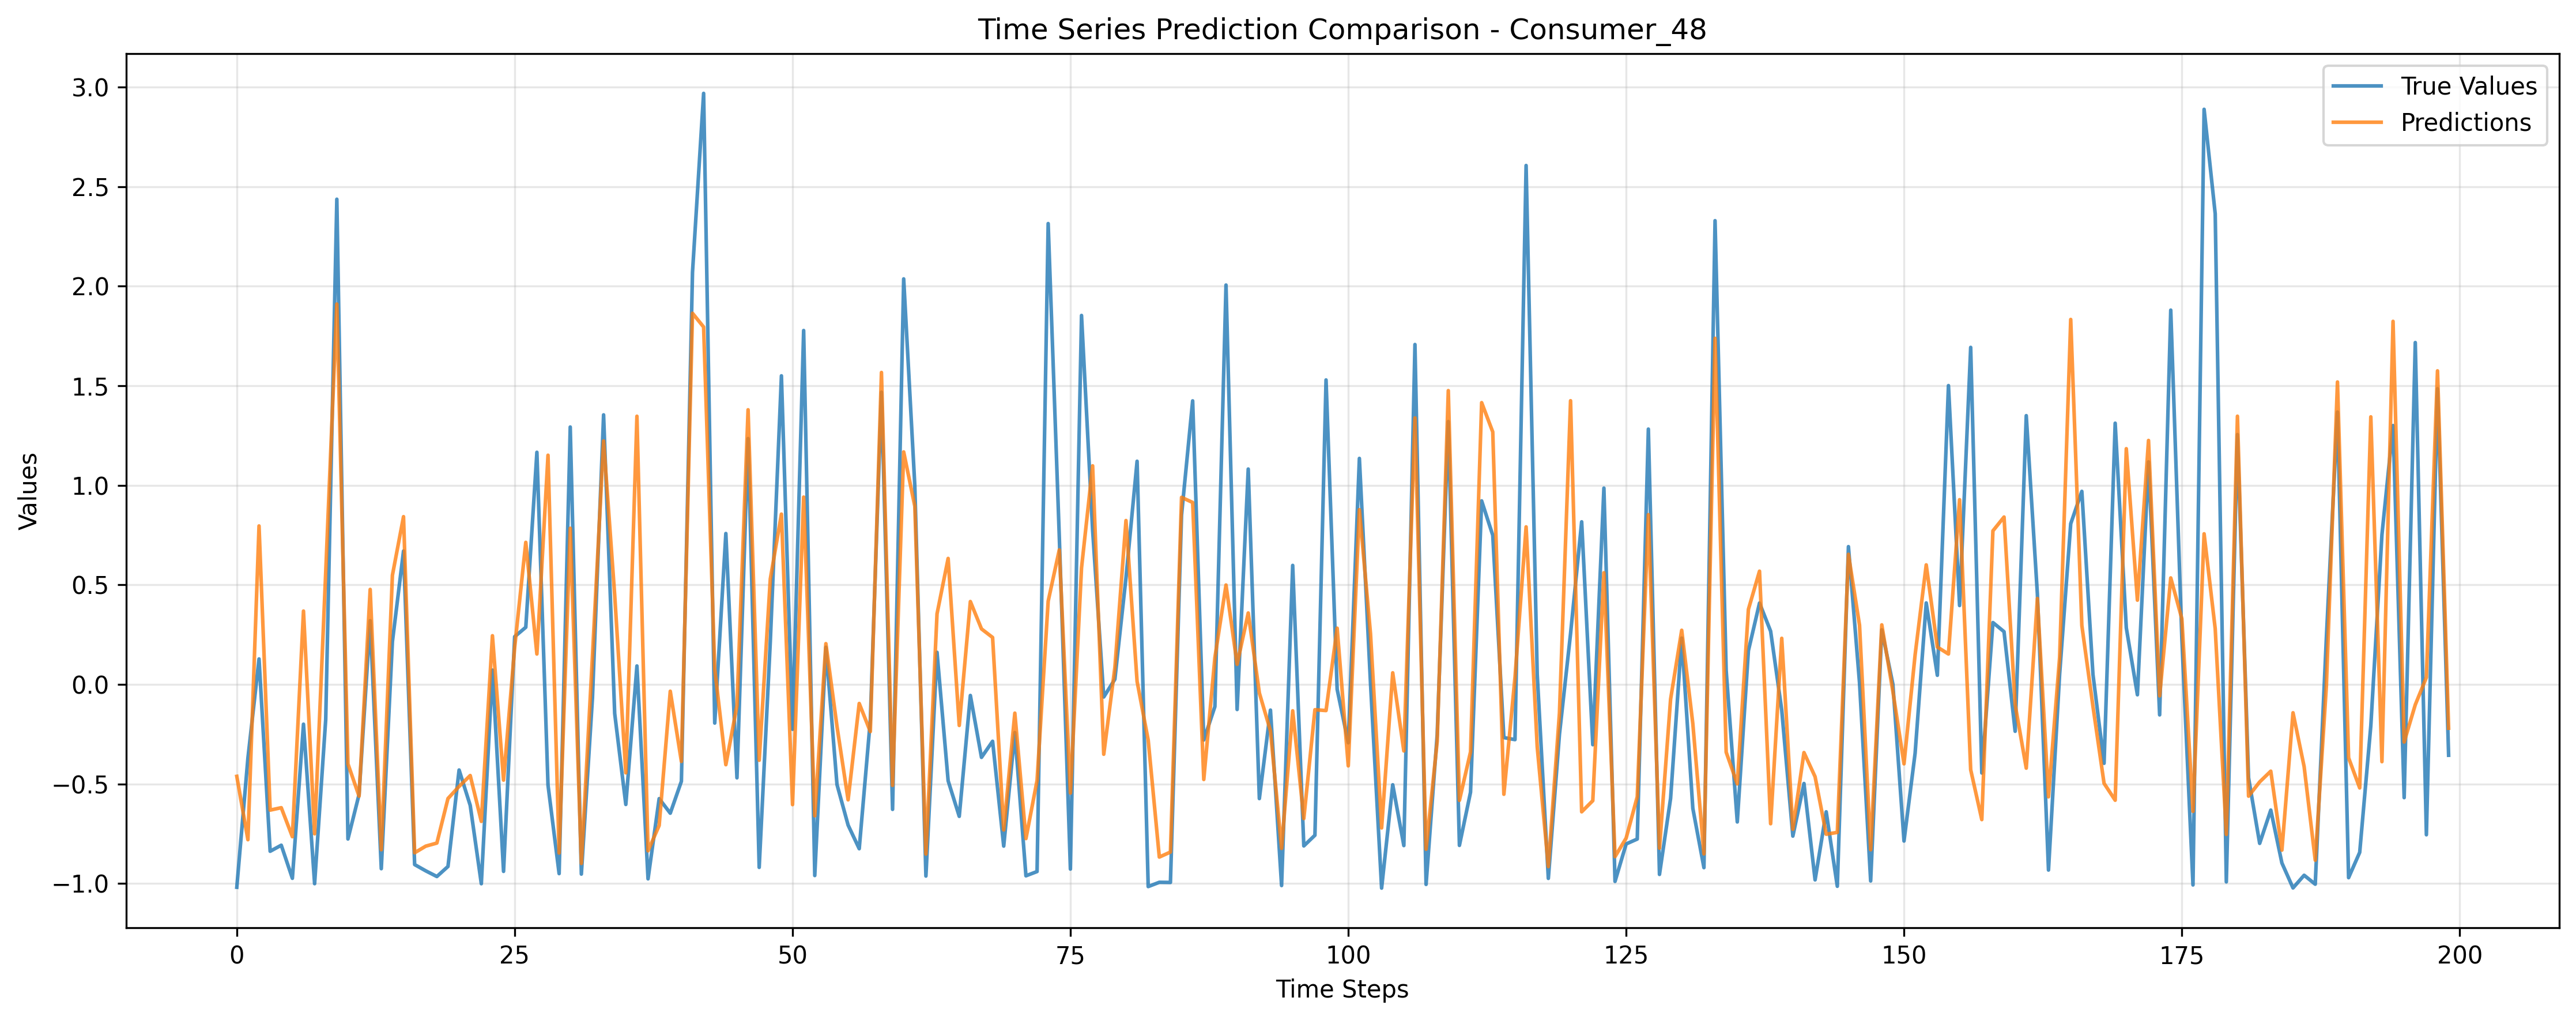 Time Series Prediction Comparison - Consumer_48
True Values
Predictions
Values
3.0
2.5
2.0
1.5
1.0
0.5
0.0
−0.5
−1.0
0 25 50 75 100 125 150 175 200
Time Steps